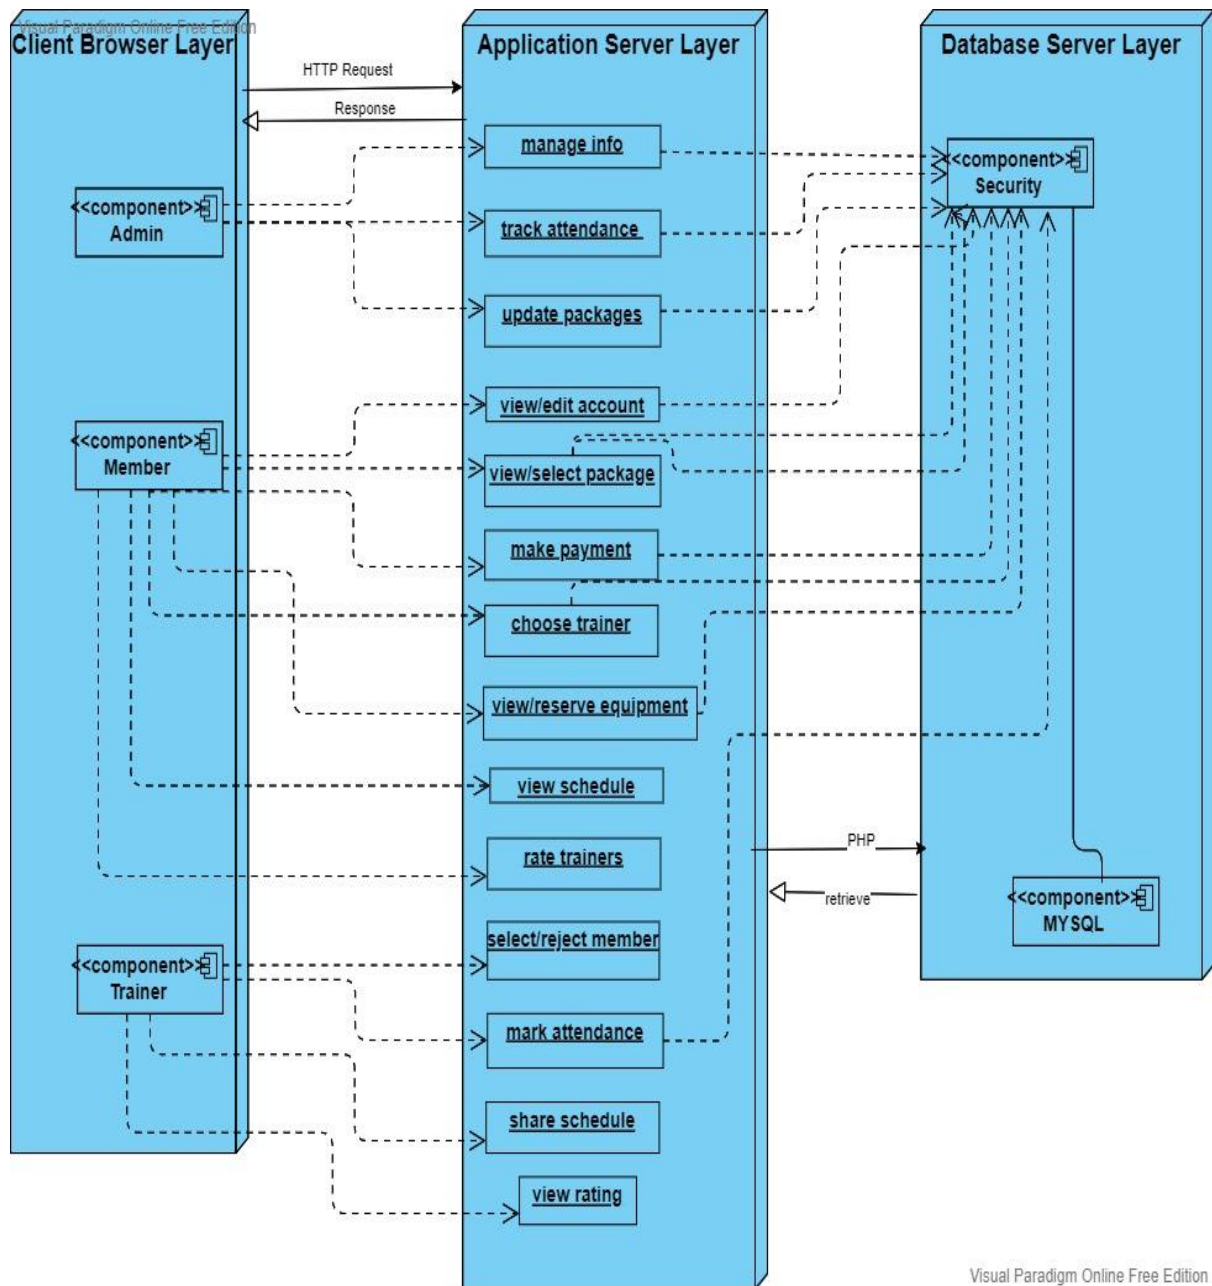 Visual Paradigm Online Free Edition
Client Browser Layer
Application Server Layer
Database Server Layer
HTTP Request
Response
manage info
<<component>>
Security
<<component>>
Admin
track attendance
update packages
view/edit account
<<component>>
Member
view/select package
make payment
choose trainer
view/reserve equipment
view schedule
PHP
rate trainers
retrieve
<<component>>
MYSQL
select/reject member
<<component>>
Trainer
mark attendance
share schedule
view rating
Visual Paradigm Online Free Edition